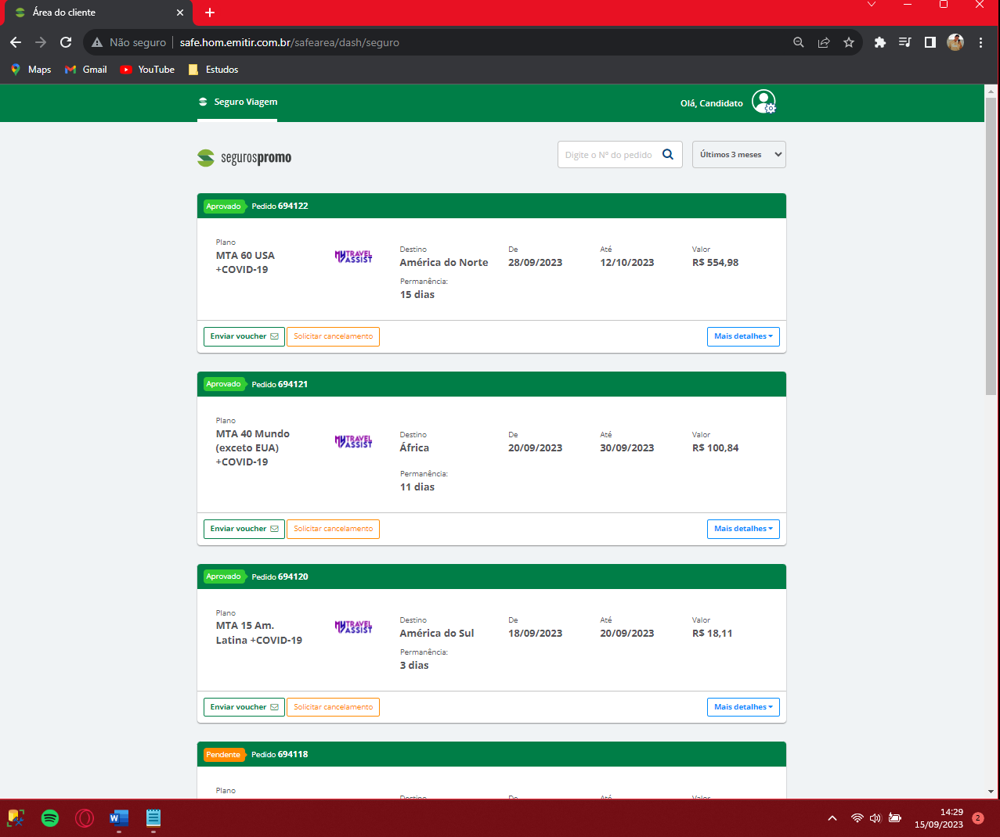 Área do cliente
Não seguro
safe.hom.emitir.com.br/safearea/dash/seguro
Maps
Gmail
YouTube
Estudos
Seguro Viagem
Olá, Candidato
segurospromo
Digite o Nº do pedido
Últimos 3 meses
Aprovado
Pedido 694122
Plano
MTA 60 USA
+COVID-19
MY TRAVEL
ASSIST
Destino
América do Norte
De
28/09/2023
Até
12/10/2023
Valor
R$ 554,98
Permanência:
15 dias
Enviar voucher
Solicitar cancelamento
Mais detalhes
Aprovado
Pedido 694121
Plano
MTA 40 Mundo
(exceto EUA)
+COVID-19
MY TRAVEL
ASSIST
Destino
África
De
20/09/2023
Até
30/09/2023
Valor
R$ 100,84
Permanência:
11 dias
Enviar voucher
Solicitar cancelamento
Mais detalhes
Aprovado
Pedido 694120
Plano
MTA 15 Am.
Latina +COVID-19
MY TRAVEL
ASSIST
Destino
América do Sul
De
18/09/2023
Até
20/09/2023
Valor
R$ 18,11
Permanência:
3 dias
Enviar voucher
Solicitar cancelamento
Mais detalhes
Pendente
Pedido 694118
Plano
Destino
De
Até
Valor
W
14:29
15/09/2023
2